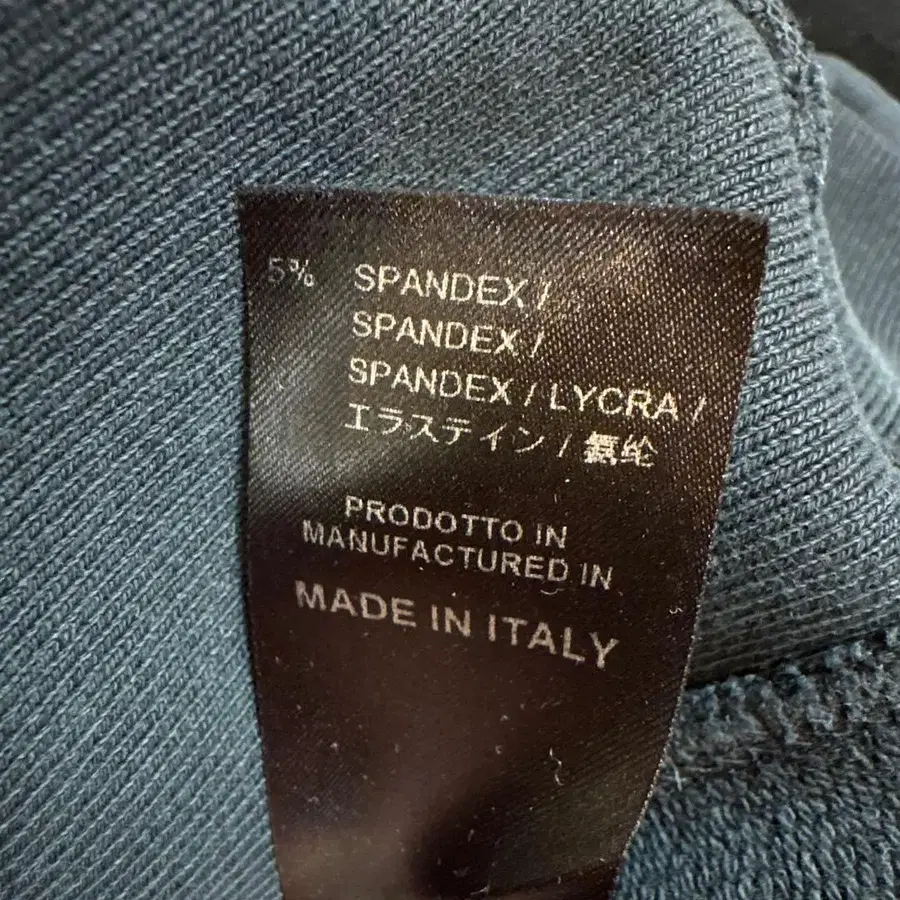 5% SPANDEX /
SPANDEX /
SPANDEX / LYCRA /
エラステイン / 氨纶
PRODOTTO IN
MANUFACTURED IN
MADE IN ITALY